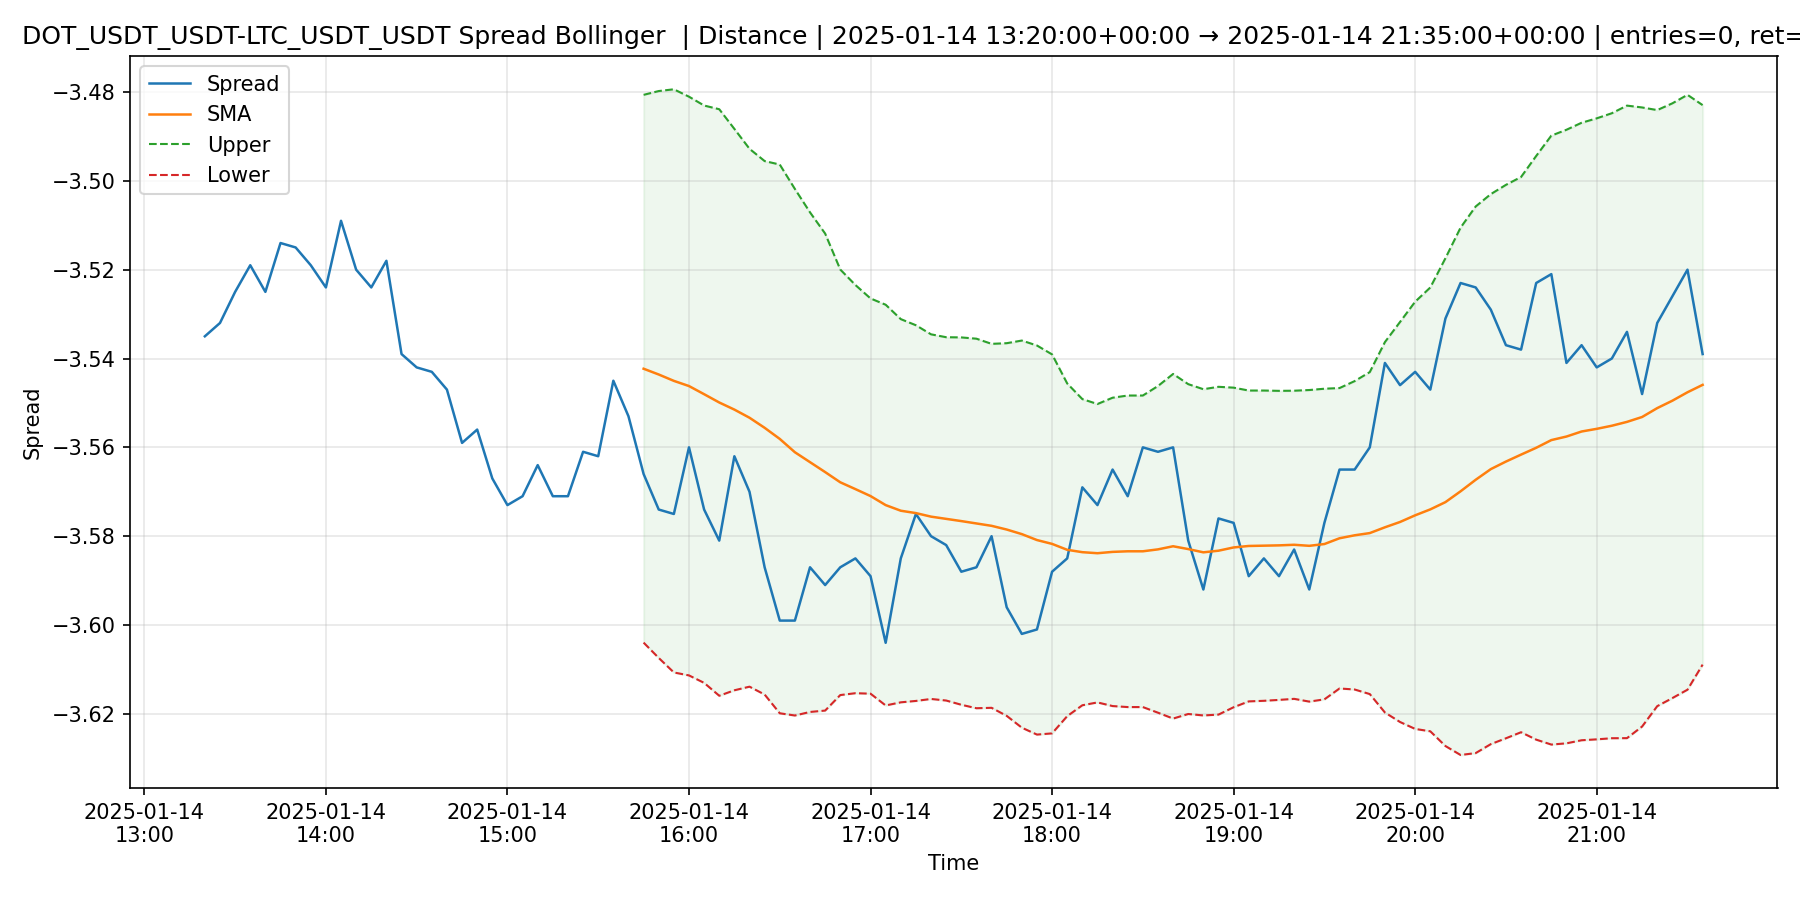 DOT_USDT_USDT-LTC_USDT_USDT Spread Bollinger | Distance | 2025-01-14 13:20:00+00:00 → 2025-01-14 21:35:00+00:00 | entries=0, ret=
Spread
SMA
Upper
Lower
−3.48
−3.50
−3.52
−3.54
−3.56
−3.58
−3.60
−3.62
Spread
2025-01-14 2025-01-14 2025-01-14 2025-01-14 2025-01-14 2025-01-14 2025-01-14 2025-01-14 2025-01-14
13:00 14:00 15:00 16:00 17:00 18:00 19:00 20:00 21:00
Time